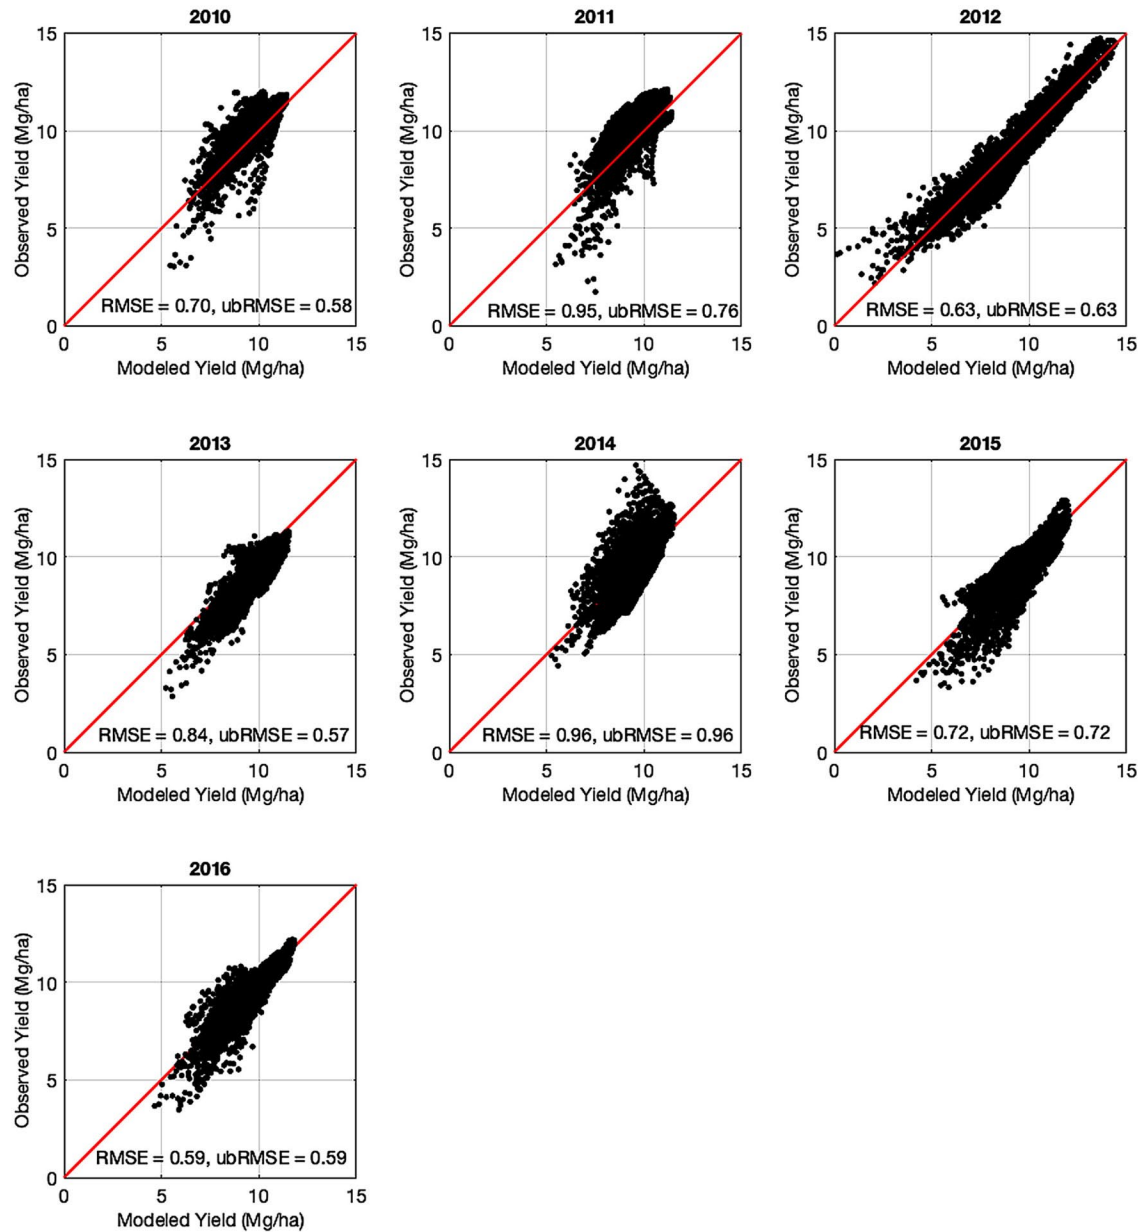 2010
15
10
5
0
Observed Yield (Mg/ha)
RMSE = 0.70, ubRMSE = 0.58
0 5 10 15
Modeled Yield (Mg/ha)
2011
15
10
5
0
Observed Yield (Mg/ha)
RMSE = 0.95, ubRMSE = 0.76
0 5 10 15
Modeled Yield (Mg/ha)
2012
15
10
5
0
Observed Yield (Mg/ha)
RMSE = 0.63, ubRMSE = 0.63
0 5 10 15
Modeled Yield (Mg/ha)
2013
15
10
5
0
Observed Yield (Mg/ha)
RMSE = 0.84, ubRMSE = 0.57
0 5 10 15
Modeled Yield (Mg/ha)
2014
15
10
5
0
Observed Yield (Mg/ha)
RMSE = 0.96, ubRMSE = 0.96
0 5 10 15
Modeled Yield (Mg/ha)
2015
15
10
5
0
Observed Yield (Mg/ha)
RMSE = 0.72, ubRMSE = 0.72
0 5 10 15
Modeled Yield (Mg/ha)
2016
15
10
5
0
Observed Yield (Mg/ha)
RMSE = 0.59, ubRMSE = 0.59
0 5 10 15
Modeled Yield (Mg/ha)